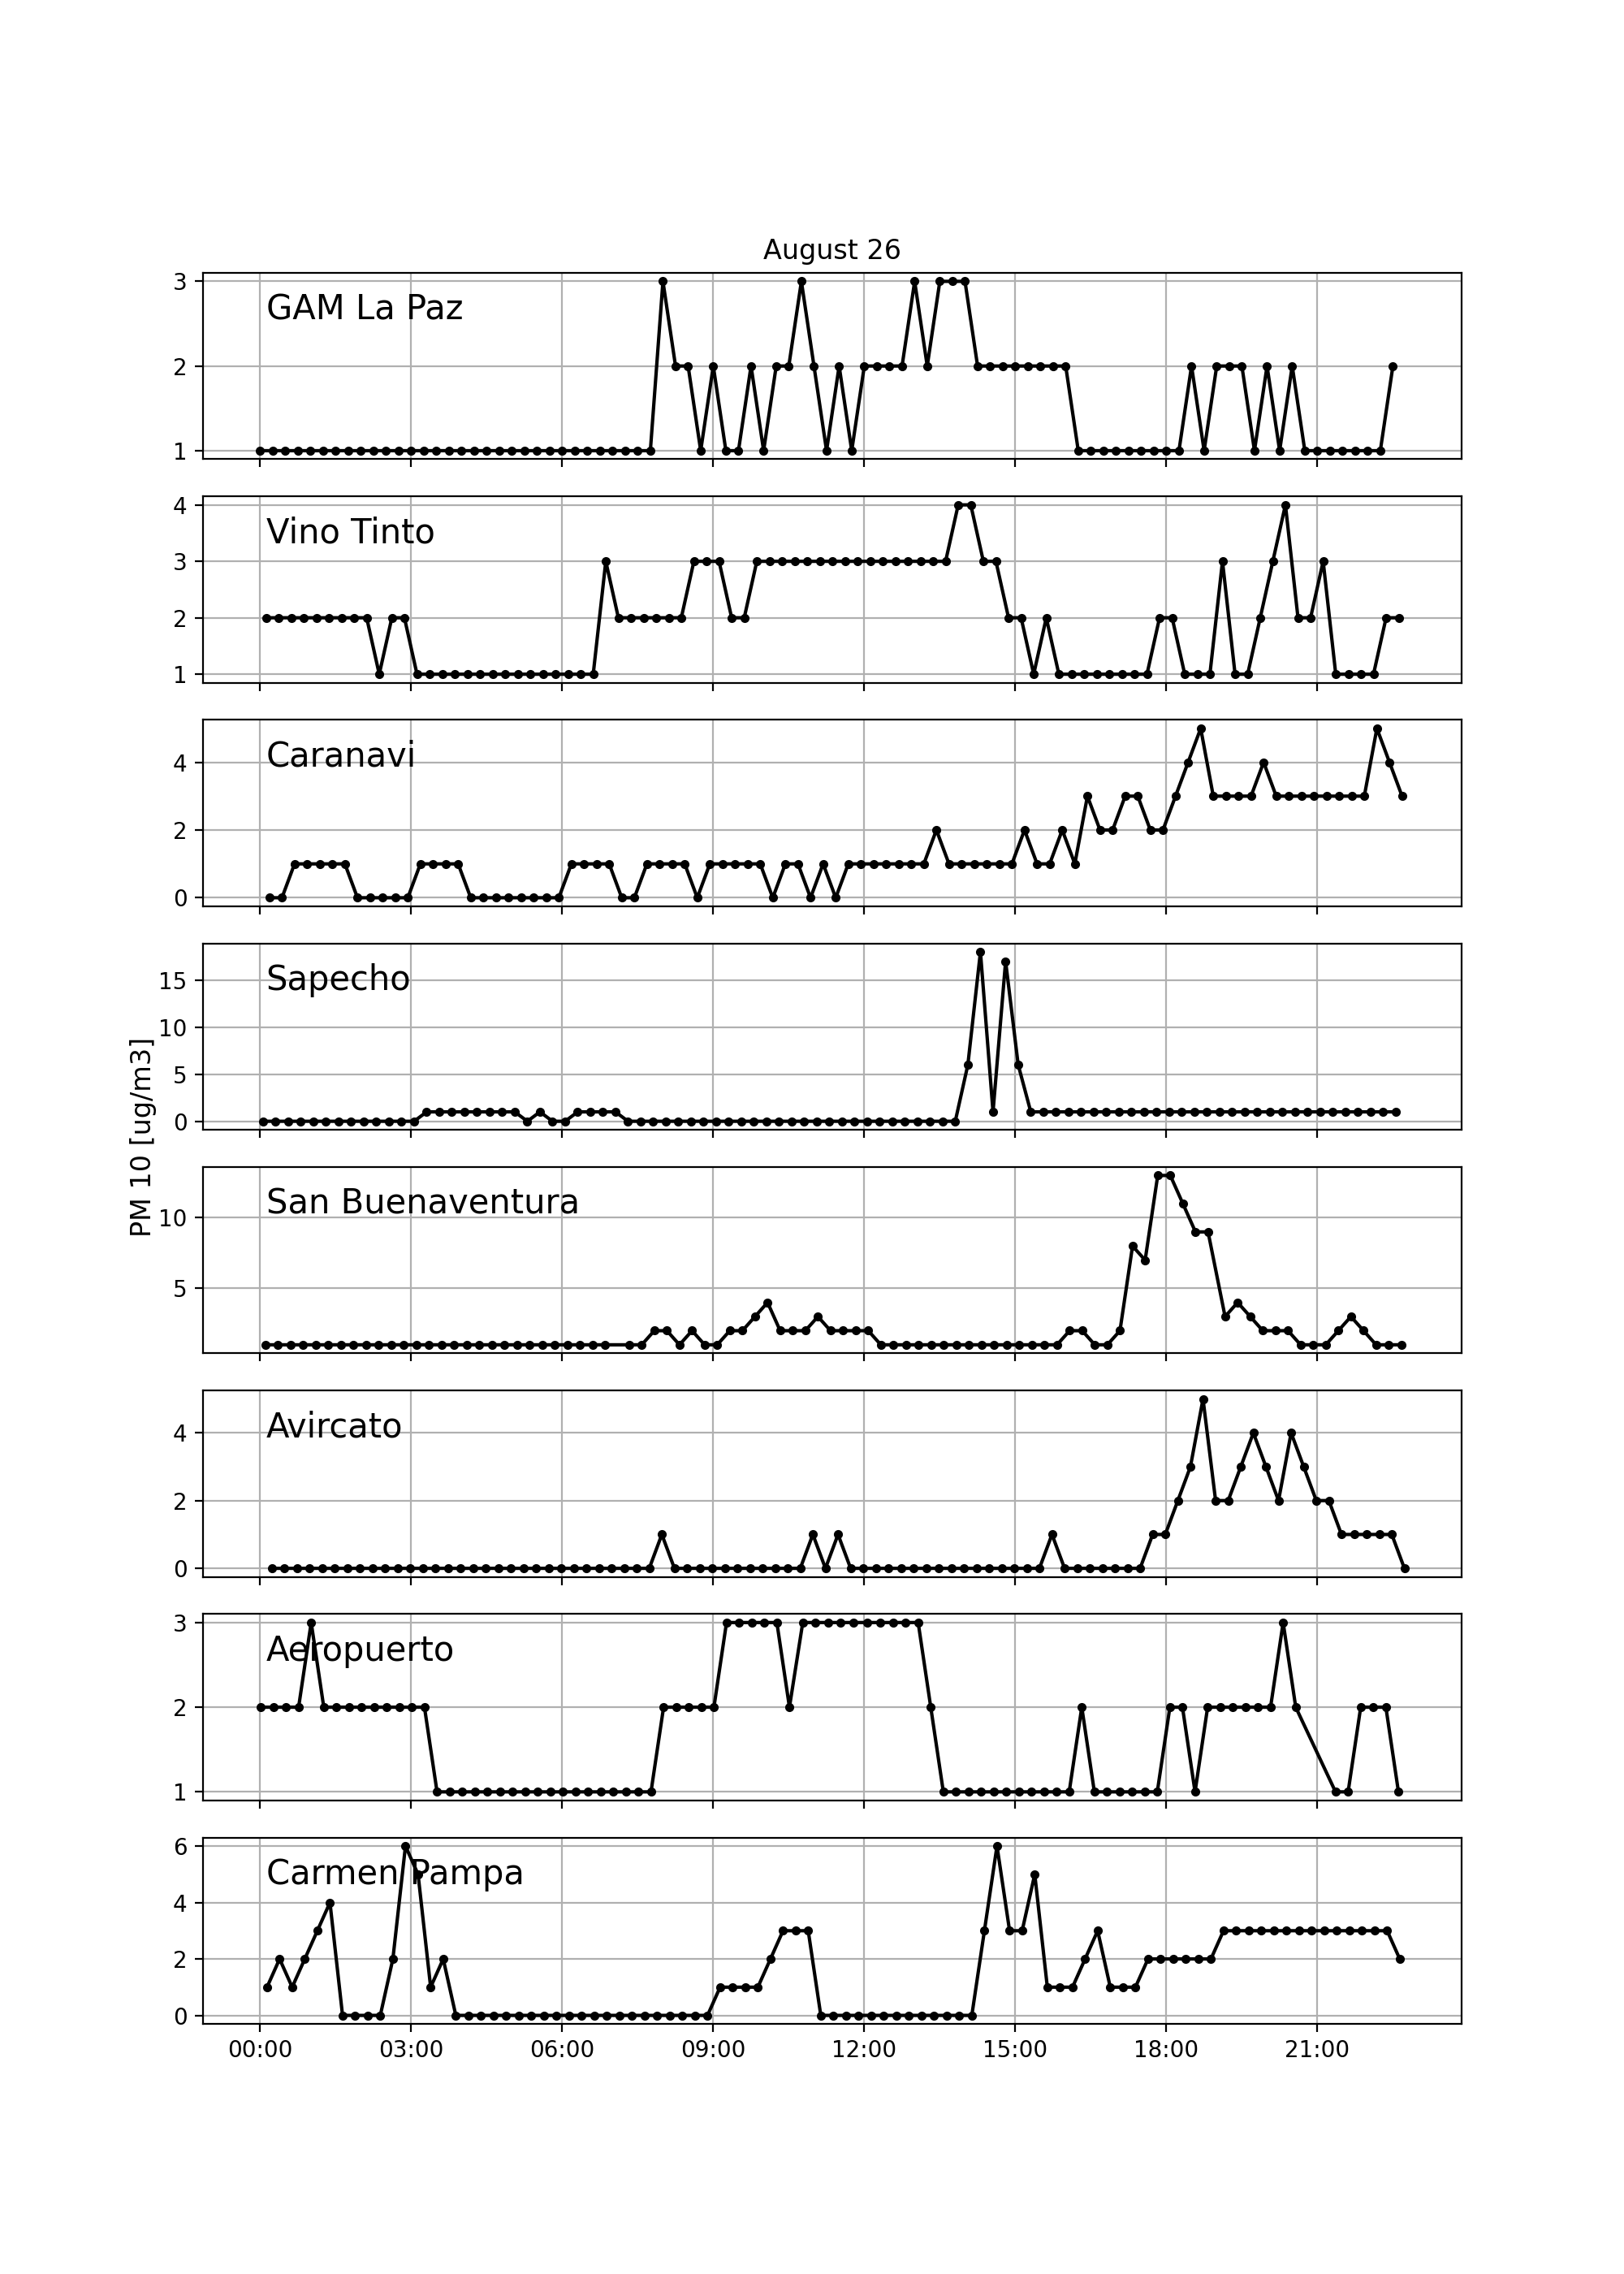 August 26
3
GAM La Paz
2
1
4
Vino Tinto
3
2
1
Caranavi
4
2
0
Sapecho
15
10
5
0
PM 10 [ug/m3]
San Buenaventura
10
5
Avircato
4
2
0
3
Aeropuerto
2
1
6
Carmen Pampa
4
2
0
00:00 03:00 06:00 09:00 12:00 15:00 18:00 21:00